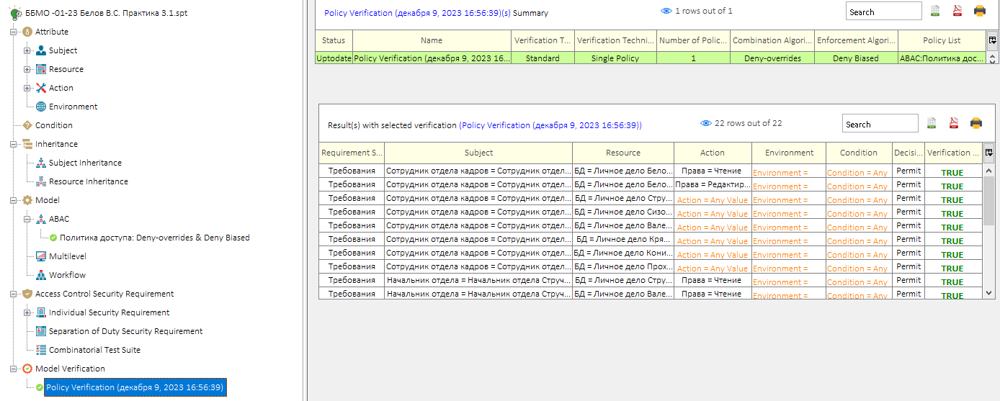 ББМО -01-23 Белов В.С. Практика 3.1.spt
Attribute
Subject
Resource
Action
Environment
Condition
Inheritance
Subject Inheritance
Resource Inheritance
Model
ABAC
Политика доступа: Deny-overrides & Deny Biased
Multilevel
Workflow
Access Control Security Requirement
Individual Security Requirement
Separation of Duty Security Requirement
Combinatorial Test Suite
Model Verification
Policy Verification (декабря 9, 2023 16:56:39)
Policy Verification (декабря 9, 2023 16:56:39)(s) Summary 1 rows out of 1 Search
Status Name Verification T... Verification Techni... Number of Polic... Combination Algori... Enforcement Algori... Policy List
Uptodate Policy Verification (декабря 9, 2023 16... Standard Single Policy 1 Deny-overrides Deny Biased ABAC:Политика дос...
Result(s) with selected verification (Policy Verification (декабря 9, 2023 16:56:39)) 22 rows out of 22 Search
Requirement S... Subject Resource Action Environment Condition Decisi... Verification ...
Требования Сотрудник отдела кадров = Сотрудник отдел... БД = Личное дело Бело... Права = Чтение Environment = Condition = Any Permit TRUE
Требования Сотрудник отдела кадров = Сотрудник отдел... БД = Личное дело Бело... Права = Редактир... Environment = Condition = Any Permit TRUE
Требования Сотрудник отдела кадров = Сотрудник отдел... БД = Личное дело Стру... Action = Any Value Environment = Condition = Any Permit TRUE
Требования Сотрудник отдела кадров = Сотрудник отдел... БД = Личное дело Сизо... Action = Any Value Environment = Condition = Any Permit TRUE
Требования Сотрудник отдела кадров = Сотрудник отдел... БД = Личное дело Вале... Action = Any Value Environment = Condition = Any Permit TRUE
Требования Сотрудник отдела кадров = Сотрудник отдел... БД = Личное дело Кря... Action = Any Value Environment = Condition = Any Permit TRUE
Требования Сотрудник отдела кадров = Сотрудник отдел... БД = Личное дело Кони... Action = Any Value Environment = Condition = Any Permit TRUE
Требования Сотрудник отдела кадров = Сотрудник отдел... БД = Личное дело Прох... Action = Any Value Environment = Condition = Any Permit TRUE
Требования Начальник отдела = Начальник отдела Струч... БД = Личное дело Стру... Права = Чтение Environment = Condition = Any Permit TRUE
Требования Начальник отдела = Начальник отдела Струч... БД = Личное дело Вале... Права = Чтение Environment = Condition = Any Permit TRUE